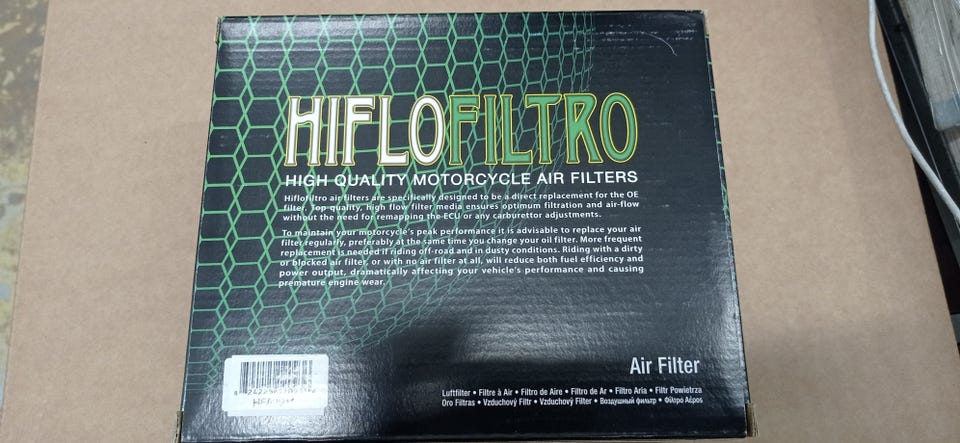 HIFLOFILTRO
HIGH QUALITY MOTORCYCLE AIR FILTERS
Hiflofiltro air filters are specifically designed to be a direct replacement for the OE
filter. Top quality, high flow filter media ensures optimum filtration and air-flow
without the need for remapping the ECU or any carburettor adjustments.
To maintain your motorcycle's peak performance it is advisable to replace your air
filter regularly, preferably at the same time you change your oil filter. More frequent
replacement is needed if riding off-road and in dusty conditions. Riding with a dirty
or blocked air filter, or with no air filter at all, will reduce both fuel efficiency and
power output, dramatically affecting your vehicle's performance and causing
premature engine wear.
Air Filter
Luftfilter • Filtre à Air • Filtro de Aire • Filtro de Ar • Filtro Aria • Filtr Powietrza
Oro Filtras • Vzduchový Filtr • Vzduchový Filter • Воздушный фильтр • Φίλτρο Αέρος